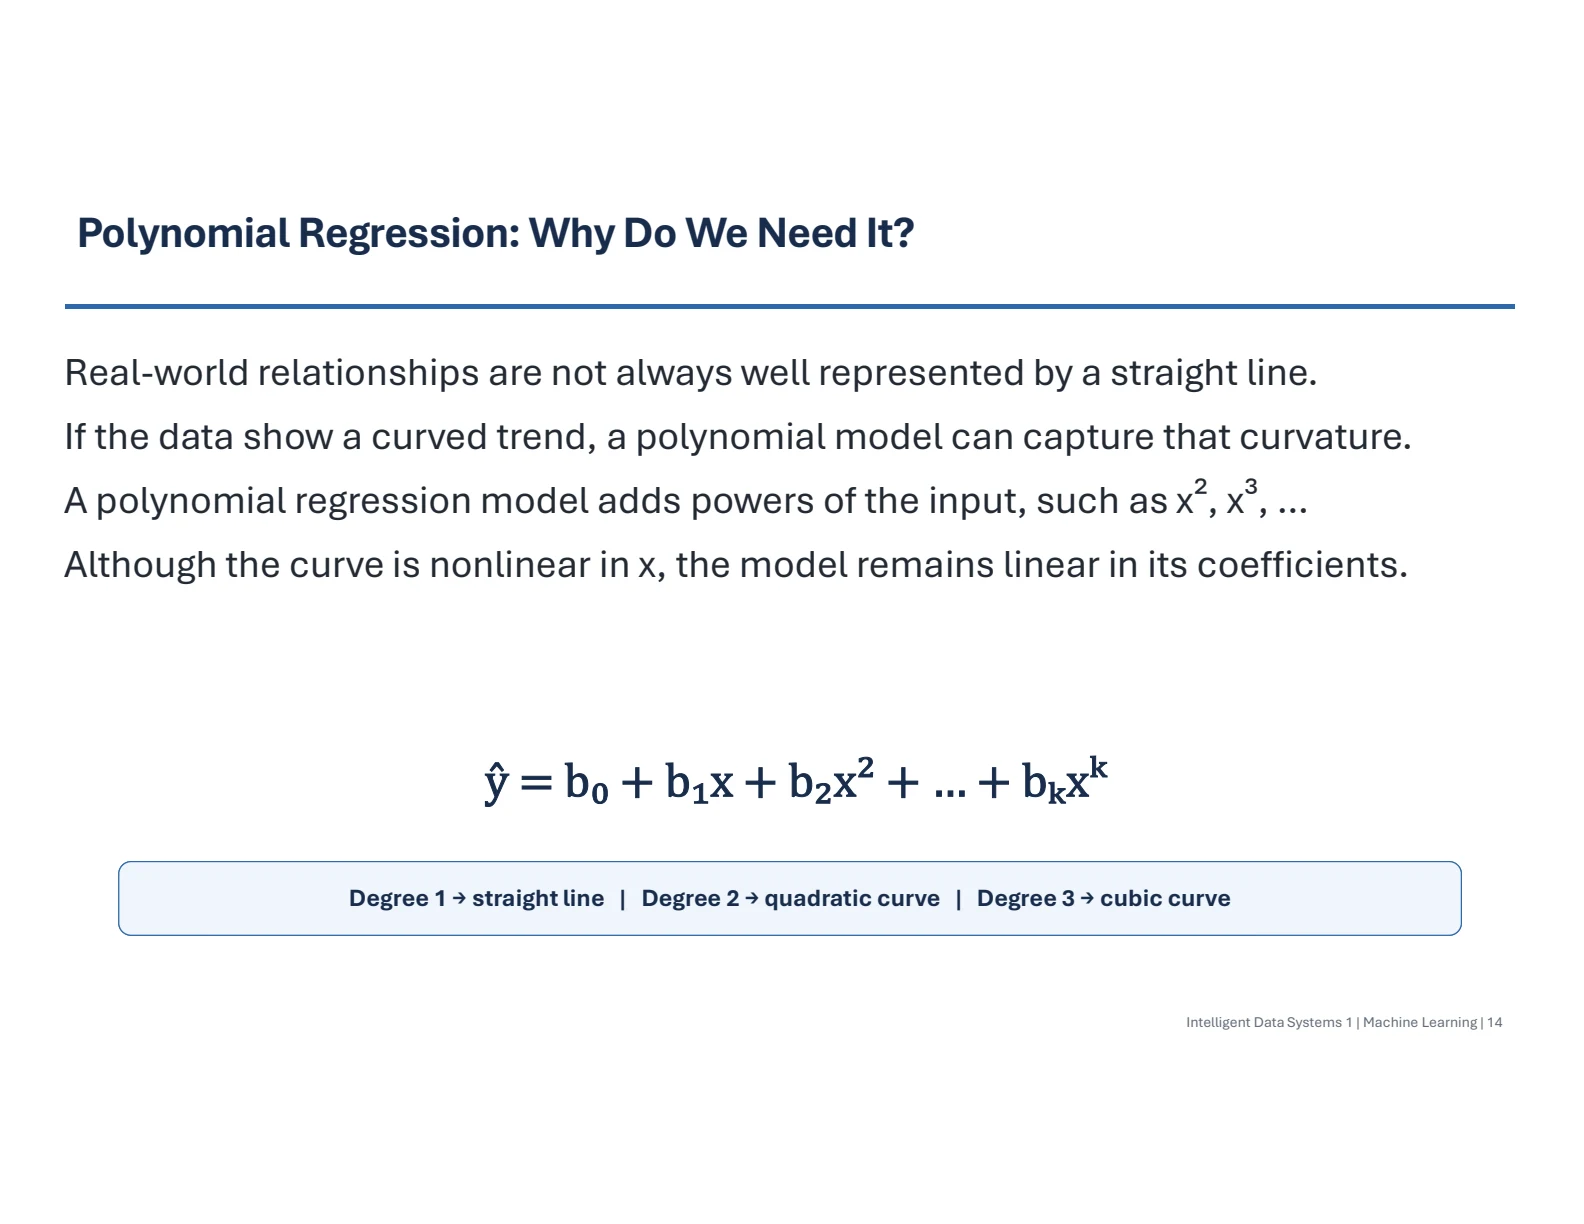 Polynomial Regression: Why Do We Need It?
Real-world relationships are not always well represented by a straight line.
If the data show a curved trend, a polynomial model can capture that curvature.
A polynomial regression model adds powers of the input, such as x², x³, ...
Although the curve is nonlinear in x, the model remains linear in its coefficients.
ŷ = b₀ + b₁x + b₂x² + … + bₖxᵏ
Degree 1 → straight line | Degree 2 → quadratic curve | Degree 3 → cubic curve
Intelligent Data Systems 1 | Machine Learning | 14